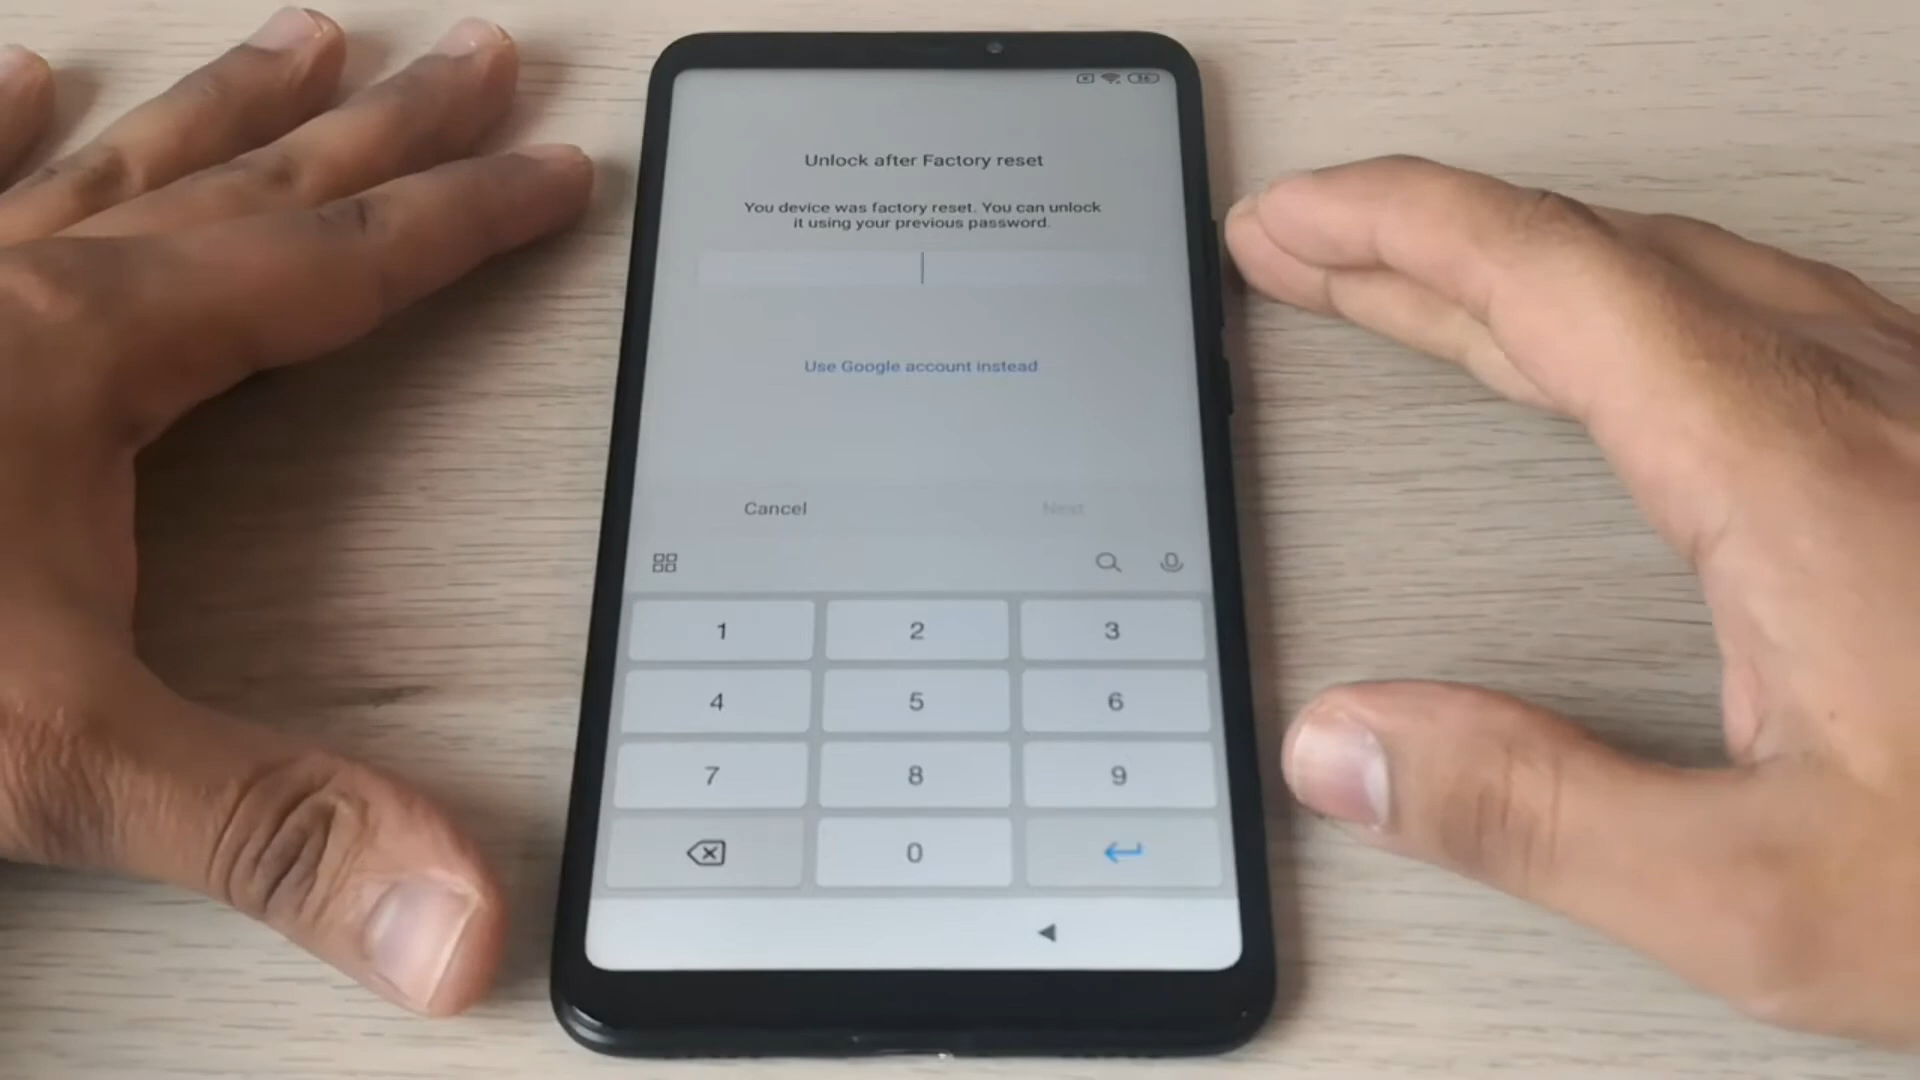 36
Unlock after Factory reset
You device was factory reset. You can unlock
it using your previous password.
Use Google account instead
Cancel Next
1 2 3
4 5 6
7 8 9
0